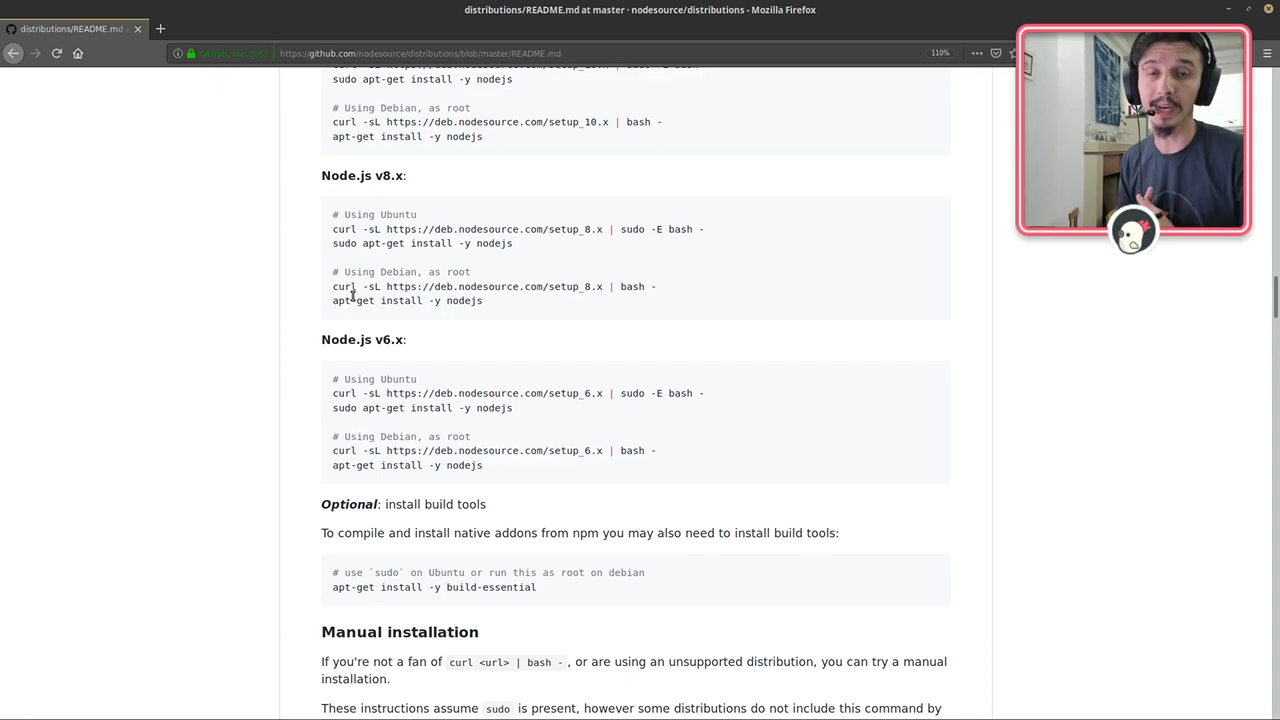 distributions/README.md at master · nodesource/distributions - Mozilla Firefox
distributions/README.md
GitHub, Inc. (US)
https://github.com/nodesource/distributions/blob/master/README.md
110%
sudo apt-get install -y nodejs
# Using Debian, as root
curl -sL https://deb.nodesource.com/setup_10.x | bash -
apt-get install -y nodejs
Node.js v8.x:
# Using Ubuntu
curl -sL https://deb.nodesource.com/setup_8.x | sudo -E bash -
sudo apt-get install -y nodejs
# Using Debian, as root
curl -sL https://deb.nodesource.com/setup_8.x | bash -
apt-get install -y nodejs
Node.js v6.x:
# Using Ubuntu
curl -sL https://deb.nodesource.com/setup_6.x | sudo -E bash -
sudo apt-get install -y nodejs
# Using Debian, as root
curl -sL https://deb.nodesource.com/setup_6.x | bash -
apt-get install -y nodejs
Optional: install build tools
To compile and install native addons from npm you may also need to install build tools:
# use `sudo` on Ubuntu or run this as root on debian
apt-get install -y build-essential
Manual installation
If you're not a fan of curl <url> | bash - , or are using an unsupported distribution, you can try a manual
installation.
These instructions assume sudo is present, however some distributions do not include this command by